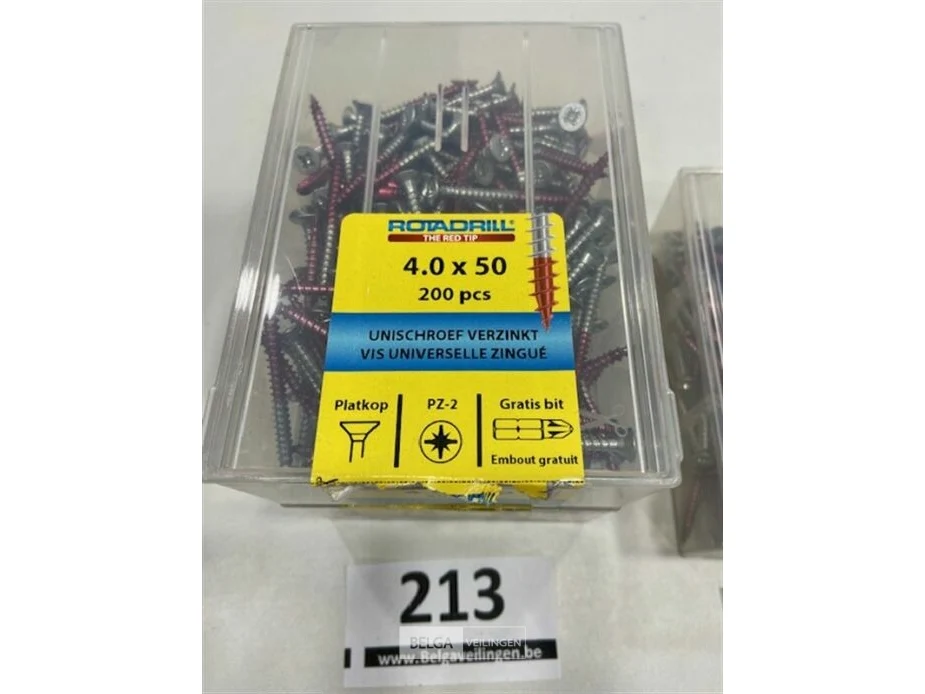 ROTADRILL®
THE RED TIP
4.0 x 50
200 pcs
UNISCHROEF VERZINKT
VIS UNIVERSELLE ZINGUÉ
Platkop
PZ-2
Gratis bit
Embout gratuit
213
BELGA VEILINGEN
www.Belgaveilingen.be